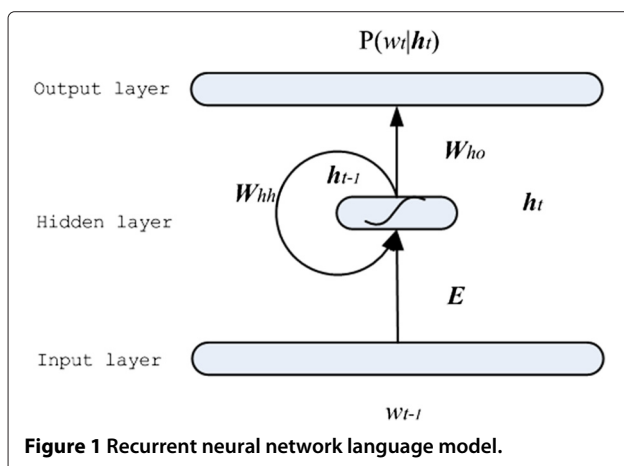 P(wt|ht)
Output layer
Who
Whh
ht-1
Hidden layer
ht
E
Input layer
wt-1
Figure 1 Recurrent neural network language model.